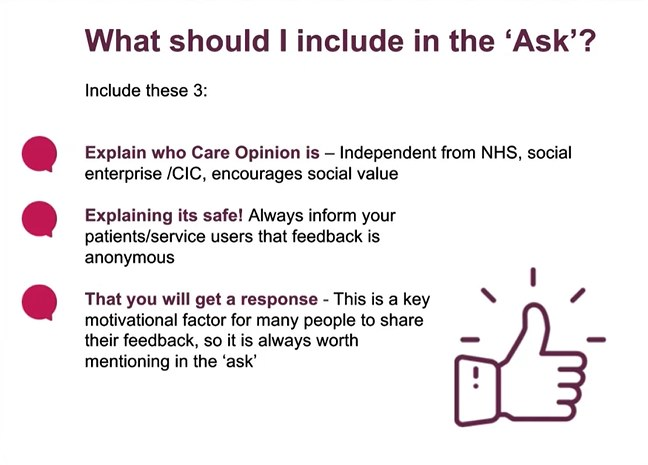 What should I include in the ‘Ask’?
Include these 3:
Explain who Care Opinion is – Independent from NHS, social
enterprise /CIC, encourages social value
Explaining its safe! Always inform your
patients/service users that feedback is
anonymous
That you will get a response - This is a key
motivational factor for many people to share
their feedback, so it is always worth
mentioning in the ‘ask’